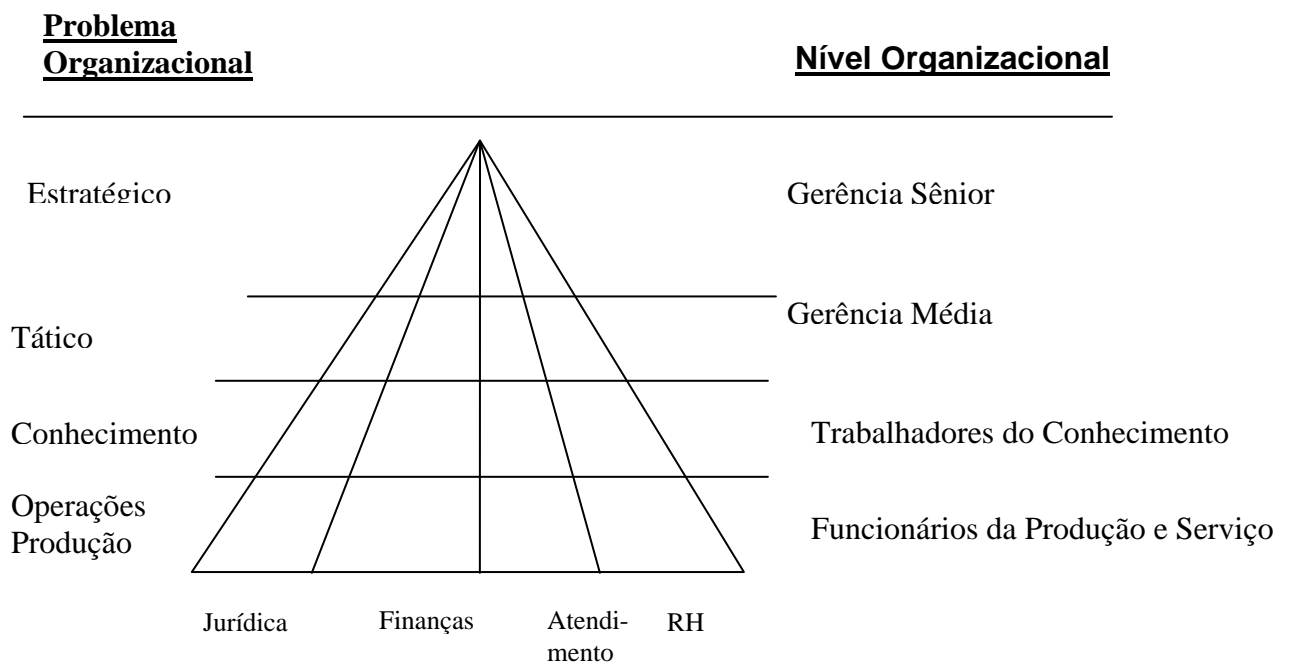 Problema
Organizacional
Nível Organizacional
Estratégico
Gerência Sênior
Gerência Média
Tático
Conhecimento
Trabalhadores do Conhecimento
Operações
Produção
Funcionários da Produção e Serviço
Jurídica
Finanças
Atendi-
mento
RH